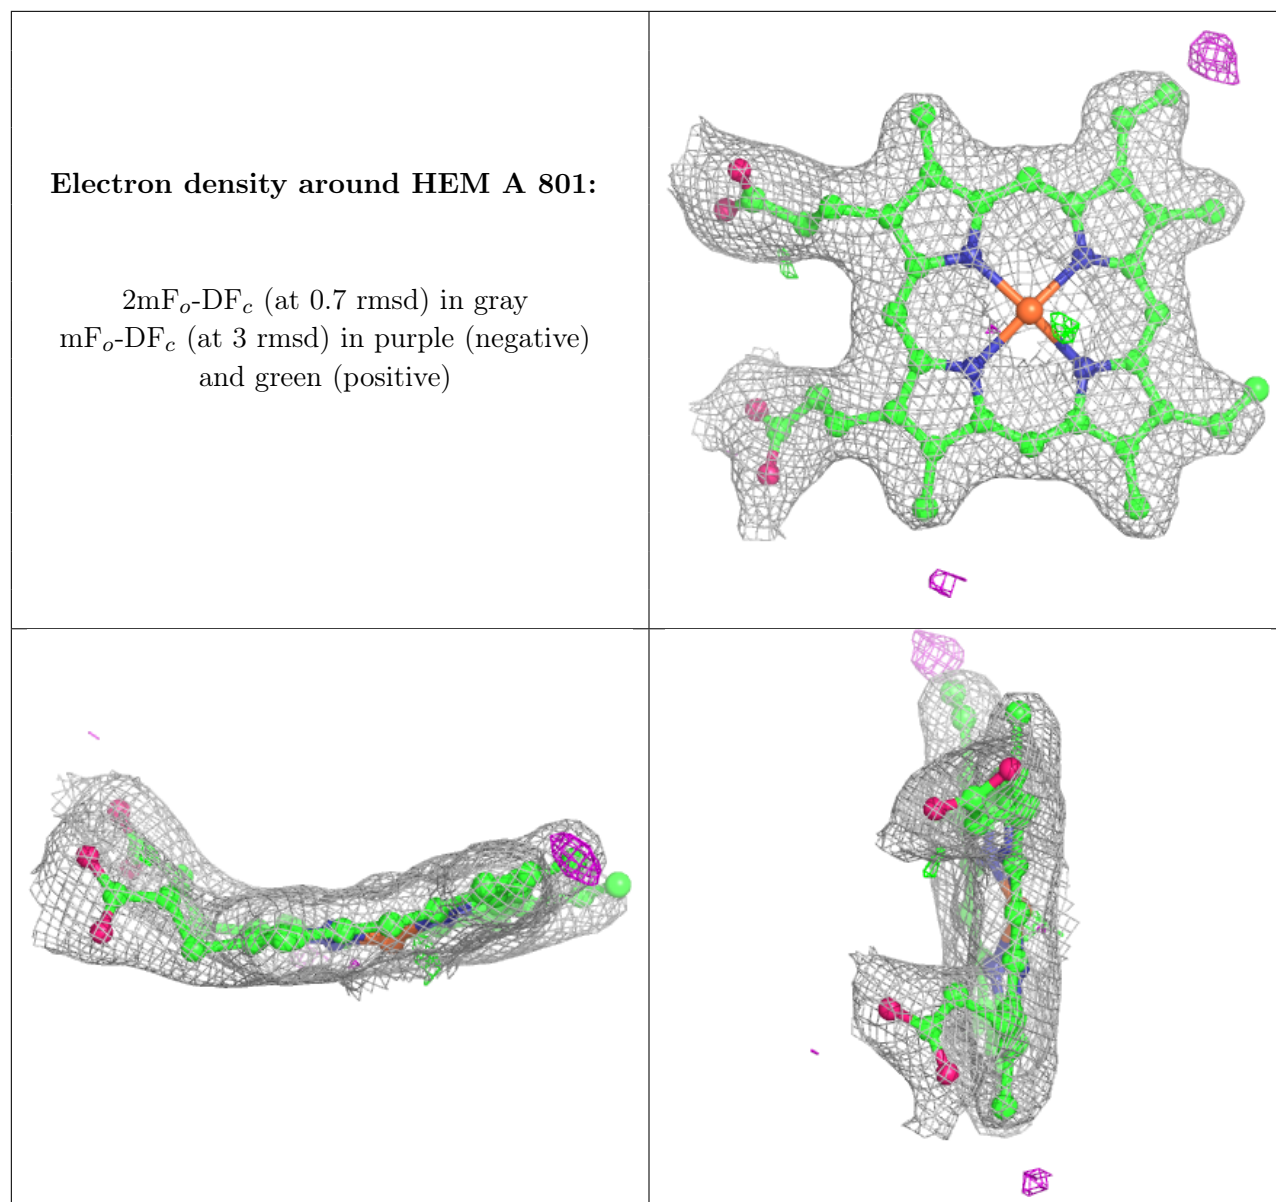 Electron density around HEM A 801:
2mFₒ-DF𝒸 (at 0.7 rmsd) in gray
mFₒ-DF𝒸 (at 3 rmsd) in purple (negative)
and green (positive)